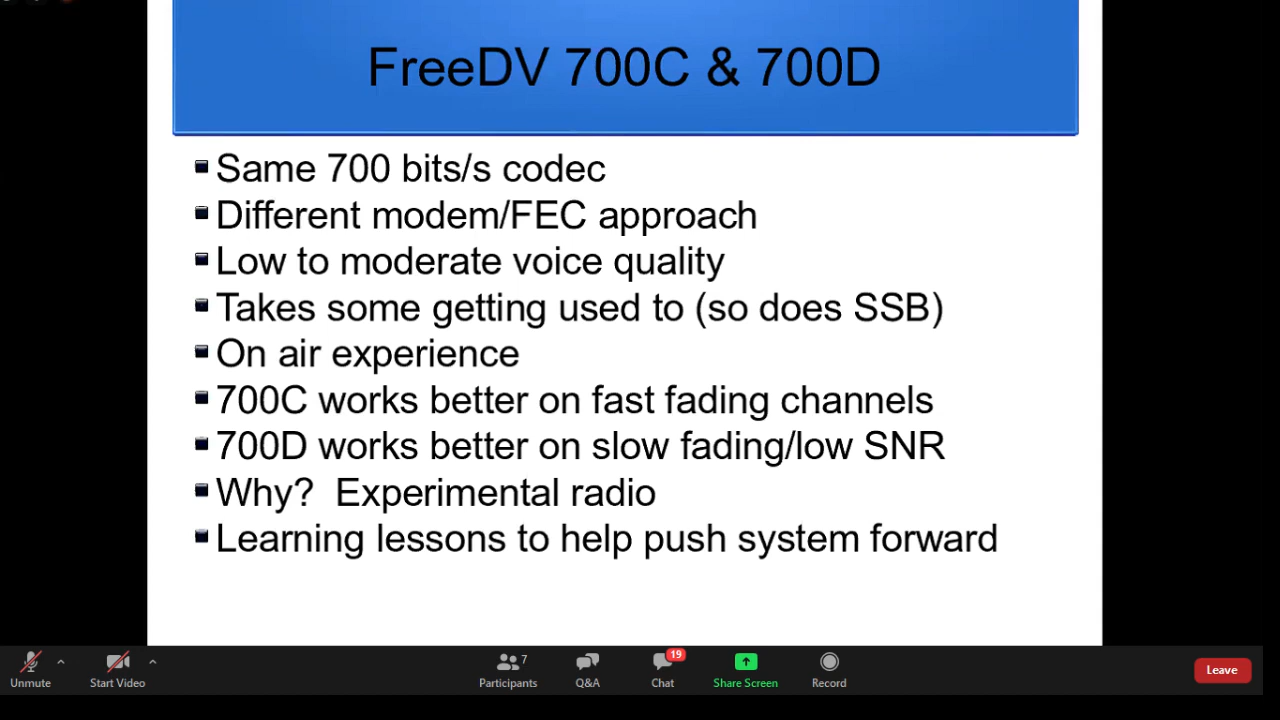 FreeDV 700C & 700D
Same 700 bits/s codec
Different modem/FEC approach
Low to moderate voice quality
Takes some getting used to (so does SSB)
On air experience
700C works better on fast fading channels
700D works better on slow fading/low SNR
Why?  Experimental radio
Learning lessons to help push system forward
7
19
Unmute
Start Video
Participants
Q&A
Chat
Share Screen
Record
Leave